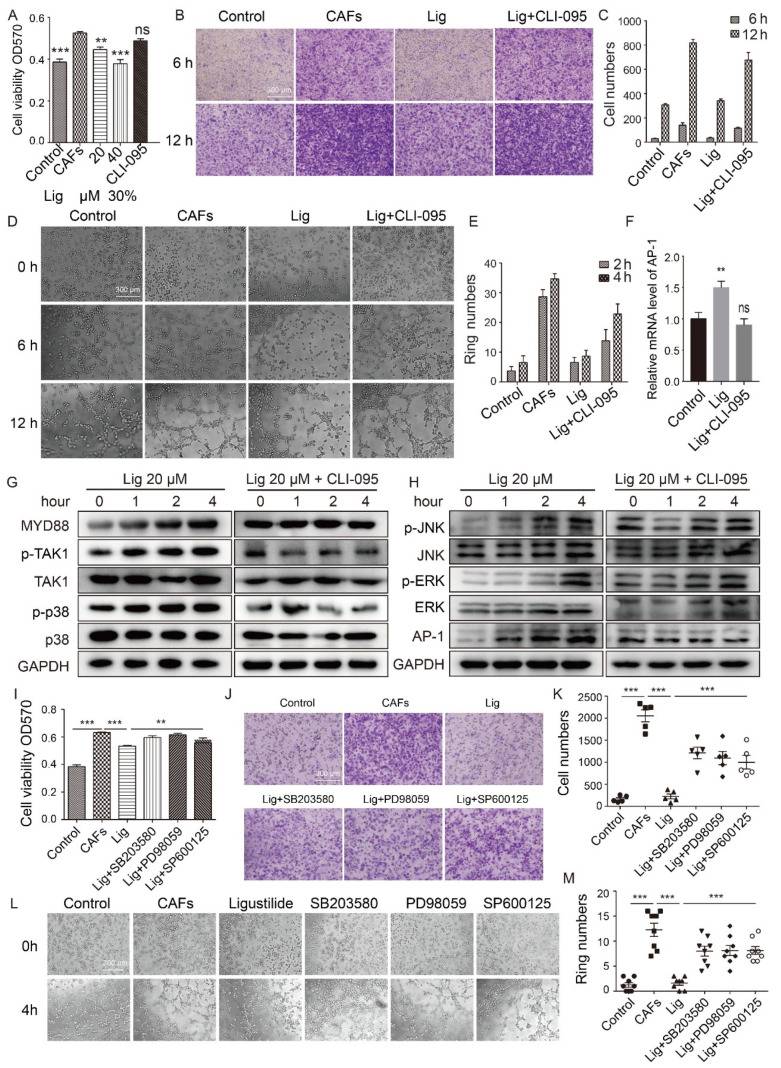 A
Cell viability OD570
0.6
0.4
0.2
0.0
***
**
***
ns
Control
CAFs
20
40
CLI-095
Lig μM 30%
B
Control CAFs Lig Lig+CLI-095
6 h
300 μm
12 h
C
Cell numbers
1000
800
600
400
200
0
6 h
12 h
Control
CAFs
Lig
Lig+CLI-095
D
Control CAFs Lig Lig+CLI-095
0 h
300 μm
6 h
12 h
E
Ring numbers
40
30
20
10
0
2 h
4 h
Control
CAFs
Lig
Lig+CLI-095
F
Relative mRNA level of AP-1
2.0
1.5
1.0
0.5
0.0
**
ns
Control
Lig
Lig+CLI-095
G
Lig 20 μM Lig 20 μM + CLI-095
hour 0 1 2 4 0 1 2 4
MYD88
p-TAK1
TAK1
p-p38
p38
GAPDH
H
Lig 20 μM Lig 20 μM + CLI-095
hour 0 1 2 4 0 1 2 4
p-JNK
JNK
p-ERK
ERK
AP-1
GAPDH
I
Cell viability OD570
0.8
0.6
0.4
0.2
0.0
*** *** **
Control
CAFs
Lig
Lig+SB203580
Lig+PD98059
Lig+SP600125
J
Control CAFs Lig
300 μm
Lig+SB203580 Lig+PD98059 Lig+SP600125
K
Cell numbers
2500
2000
1500
1000
500
0
*** *** ***
Control
CAFs
Lig
Lig+SB203580
Lig+PD98059
Lig+SP600125
L
Control CAFs Ligustilide SB203580 PD98059 SP600125
0h
4h
M
Ring numbers
20
15
10
5
0
*** *** ***
Control
CAFs
Lig
Lig+SB203580
Lig+PD98059
Lig+SP600125